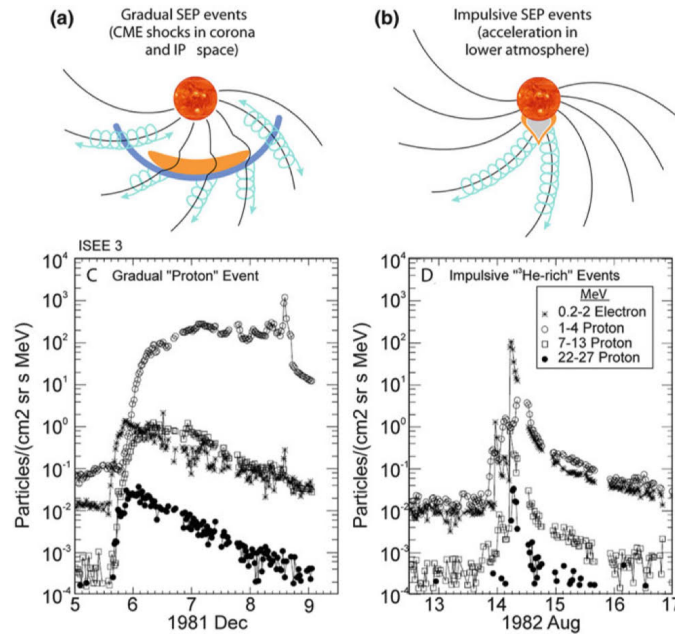 (a)
Gradual SEP events
(CME shocks in corona
and IP space)
(b)
Impulsive SEP events
(acceleration in
lower atmosphere)
ISEE 3
C Gradual "Proton" Event
10⁴
10³
10²
10¹
10⁰
10⁻¹
10⁻²
10⁻³
10⁻⁴
Particles/(cm2 sr s MeV)
5 6 7 8 9
1981 Dec
D Impulsive "³He-rich" Events
MeV
0.2-2 Electron
1-4 Proton
7-13 Proton
22-27 Proton
10⁴
10³
10²
10¹
10⁰
10⁻¹
10⁻²
10⁻³
10⁻⁴
Particles/(cm2 sr s MeV)
13 14 15 16 17
1982 Aug